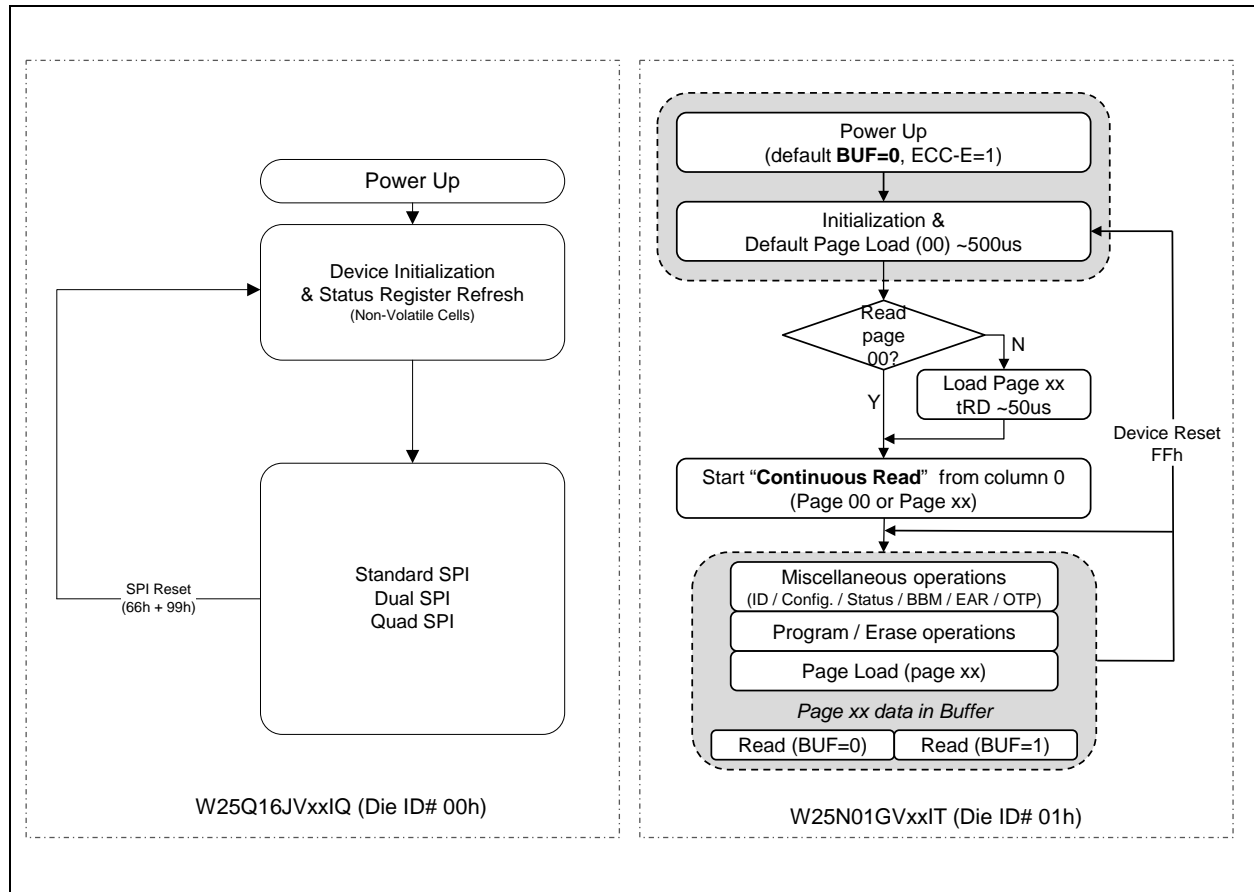 Power Up
Device Initialization
& Status Register Refresh
(Non-Volatile Cells)
SPI Reset
(66h + 99h)
Standard SPI
Dual SPI
Quad SPI
W25Q16JVxxIQ (Die ID# 00h)
Power Up
(default BUF=0, ECC-E=1)
Initialization &
Default Page Load (00) ~500us
Read
page
00?
N
Y
Load Page xx
tRD ~50us
Device Reset
FFh
Start “Continuous Read” from column 0
(Page 00 or Page xx)
Miscellaneous operations
(ID / Config. / Status / BBM / EAR / OTP)
Program / Erase operations
Page Load (page xx)
Page xx data in Buffer
Read (BUF=0)
Read (BUF=1)
W25N01GVxxIT (Die ID# 01h)